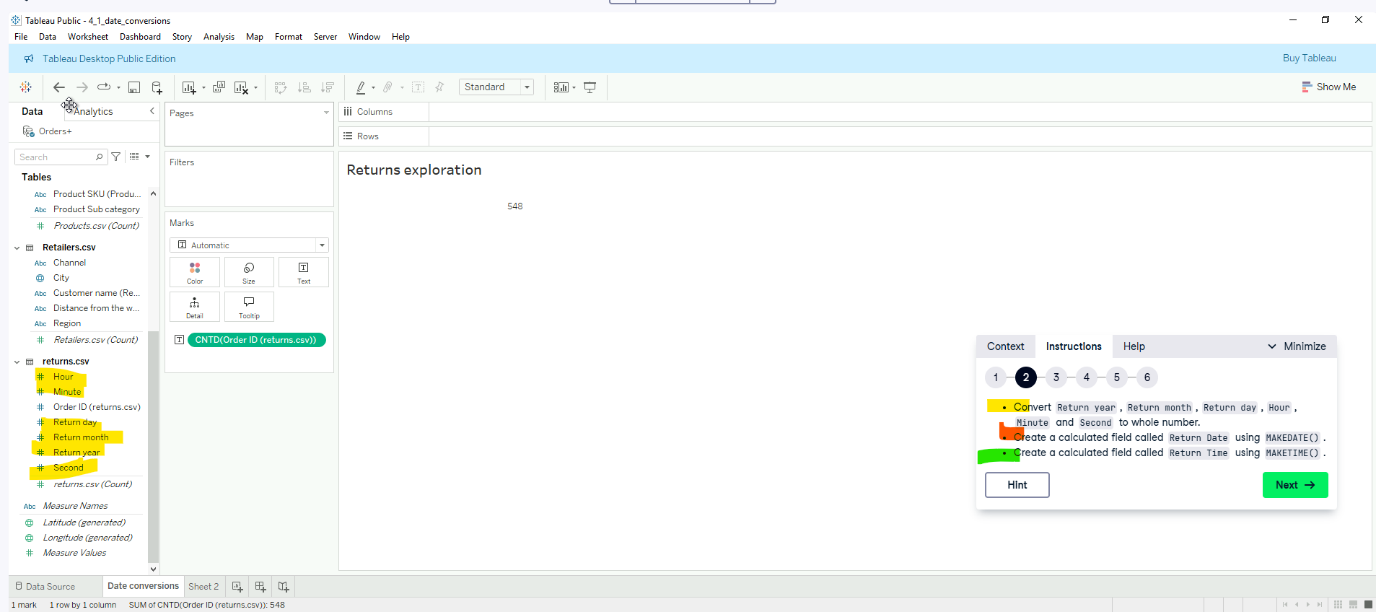 Tableau Public - 4_1_date_conversions
File Data Worksheet Dashboard Story Analysis Map Format Server Window Help
Tableau Desktop Public Edition
Buy Tableau
Standard
Show Me
Data
Analytics
Orders+
Search
Tables
Abc Product SKU (Produ...
Abc Product Sub category
# Products.csv (Count)
Retailers.csv
Abc Channel
City
Abc Customer name (Re...
Abc Distance from the w...
Abc Region
# Retailers.csv (Count)
returns.csv
# Hour
# Minute
# Order ID (returns.csv)
# Return day
# Return month
# Return year
# Second
# returns.csv (Count)
Abc Measure Names
Latitude (generated)
Longitude (generated)
# Measure Values
Pages
Filters
Marks
Automatic
Color
Size
Text
Detail
Tooltip
CNTD(Order ID (returns.csv))
Columns
Rows
Returns exploration
548
Context Instructions Help Minimize
1 2 3 4 5 6
• Convert Return year, Return month, Return day, Hour,
Minute and Second to whole number.
• Create a calculated field called Return Date using MAKEDATE().
• Create a calculated field called Return Time using MAKETIME().
Hint
Next →
Data Source
Date conversions
Sheet 2
1 mark 1 row by 1 column SUM of CNTD(Order ID (returns.csv)): 548